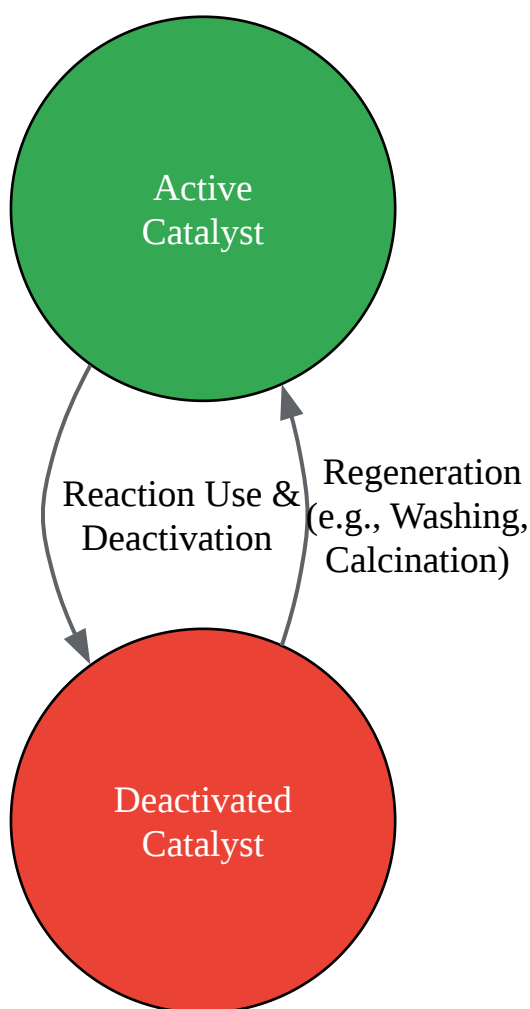 Active
Catalyst
Reaction Use &
Deactivation
Regeneration
(e.g., Washing,
Calcination)
Deactivated
Catalyst